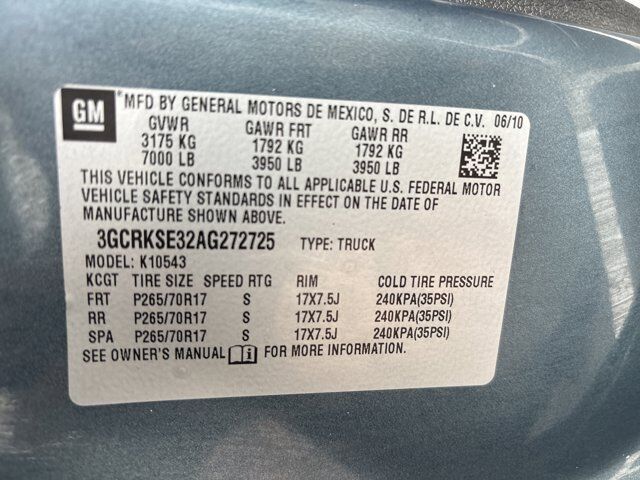 GM
*MFD BY GENERAL MOTORS DE MEXICO, S. DE R.L. DE C.V. 06/10
GVWR GAWR FRT GAWR RR
3175 KG 1792 KG 1792 KG
7000 LB 3950 LB 3950 LB
THIS VEHICLE CONFORMS TO ALL APPLICABLE U.S. FEDERAL MOTOR
VEHICLE SAFETY STANDARDS IN EFFECT ON THE DATE OF
MANUFACTURE SHOWN ABOVE.
3GCRKSE32AG272725 TYPE: TRUCK
MODEL: K10543
KCGT TIRE SIZE SPEED RTG RIM COLD TIRE PRESSURE
FRT P265/70R17 S 17X7.5J 240KPA(35PSI)
RR P265/70R17 S 17X7.5J 240KPA(35PSI)
SPA P265/70R17 S 17X7.5J 240KPA(35PSI)
SEE OWNER'S MANUAL FOR MORE INFORMATION.